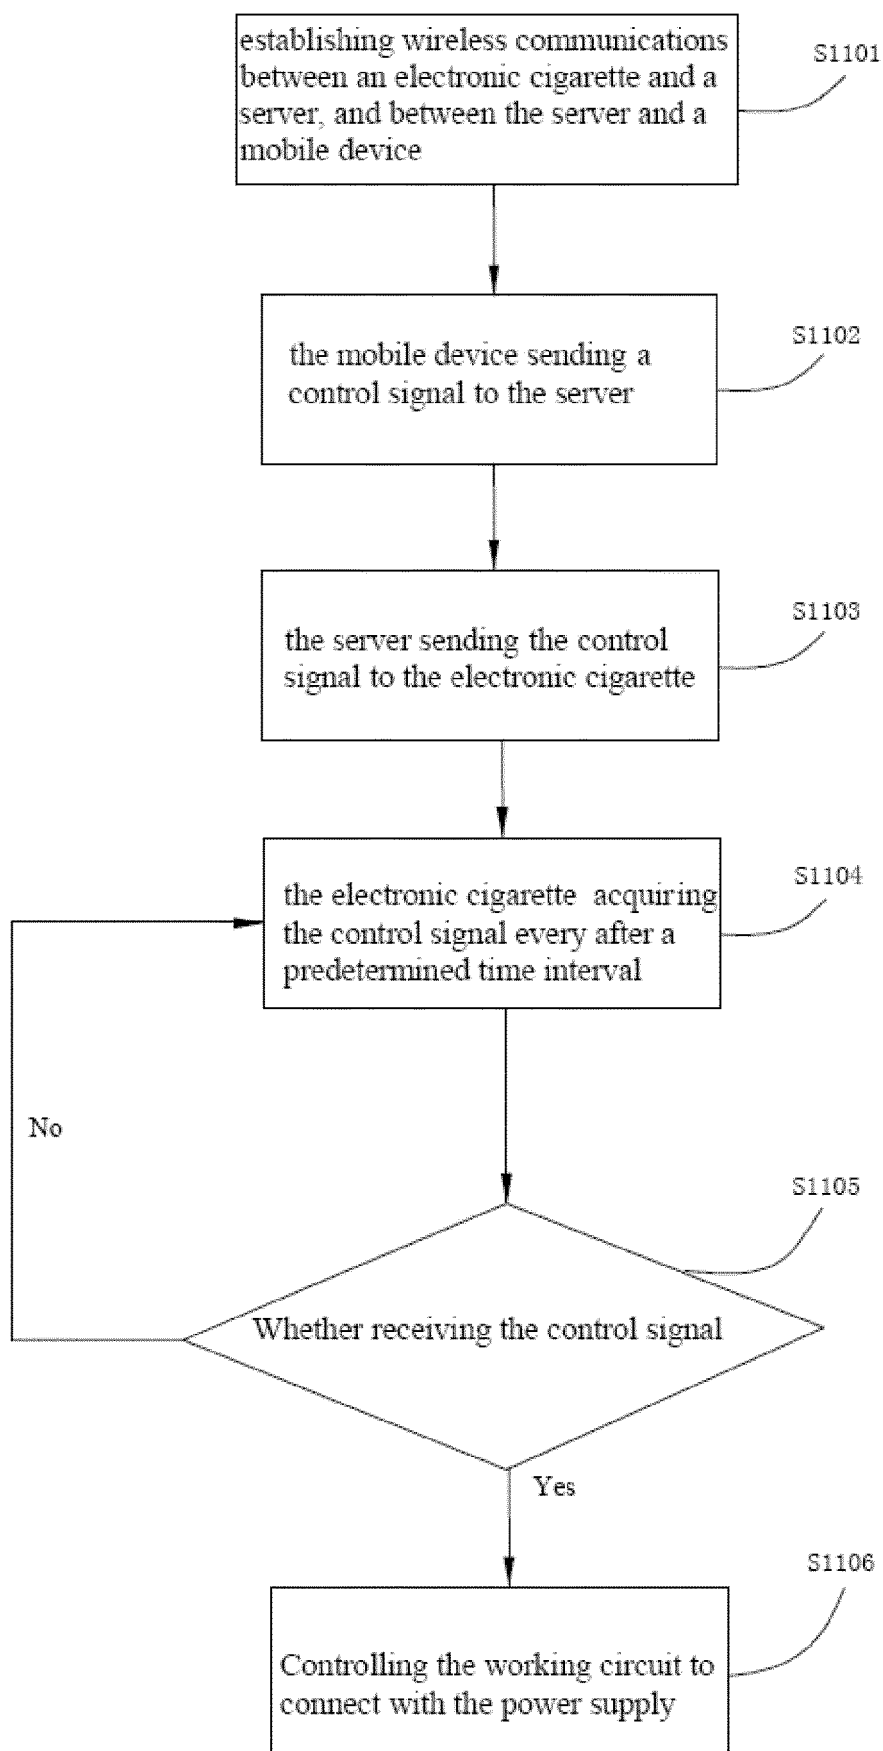 establishing wireless communications
between an electronic cigarette and a
server, and between the server and a
mobile device
S1101
the mobile device sending a
control signal to the server
S1102
the server sending the control
signal to the electronic cigarette
S1103
the electronic cigarette acquiring
the control signal every after a
predetermined time interval
S1104
No
S1105
Whether receiving the control signal
Yes
S1106
Controlling the working circuit to
connect with the power supply